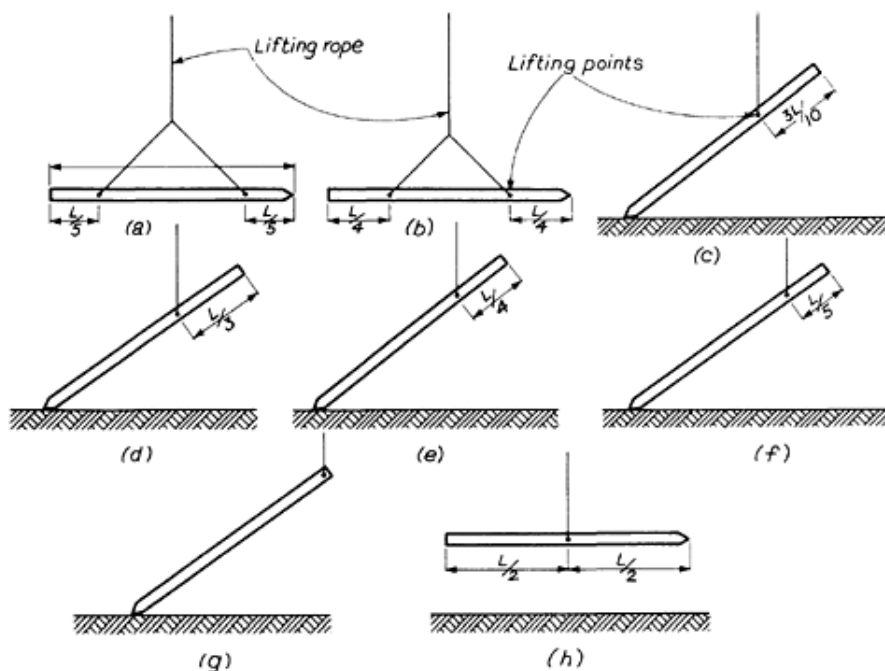 Lifting rope
Lifting points
3L/10
L/5
L/5
(a)
L/4
L/4
(b)
(c)
L/3
L/4
L/5
(d)
(e)
(f)
L/2
L/2
(g)
(h)